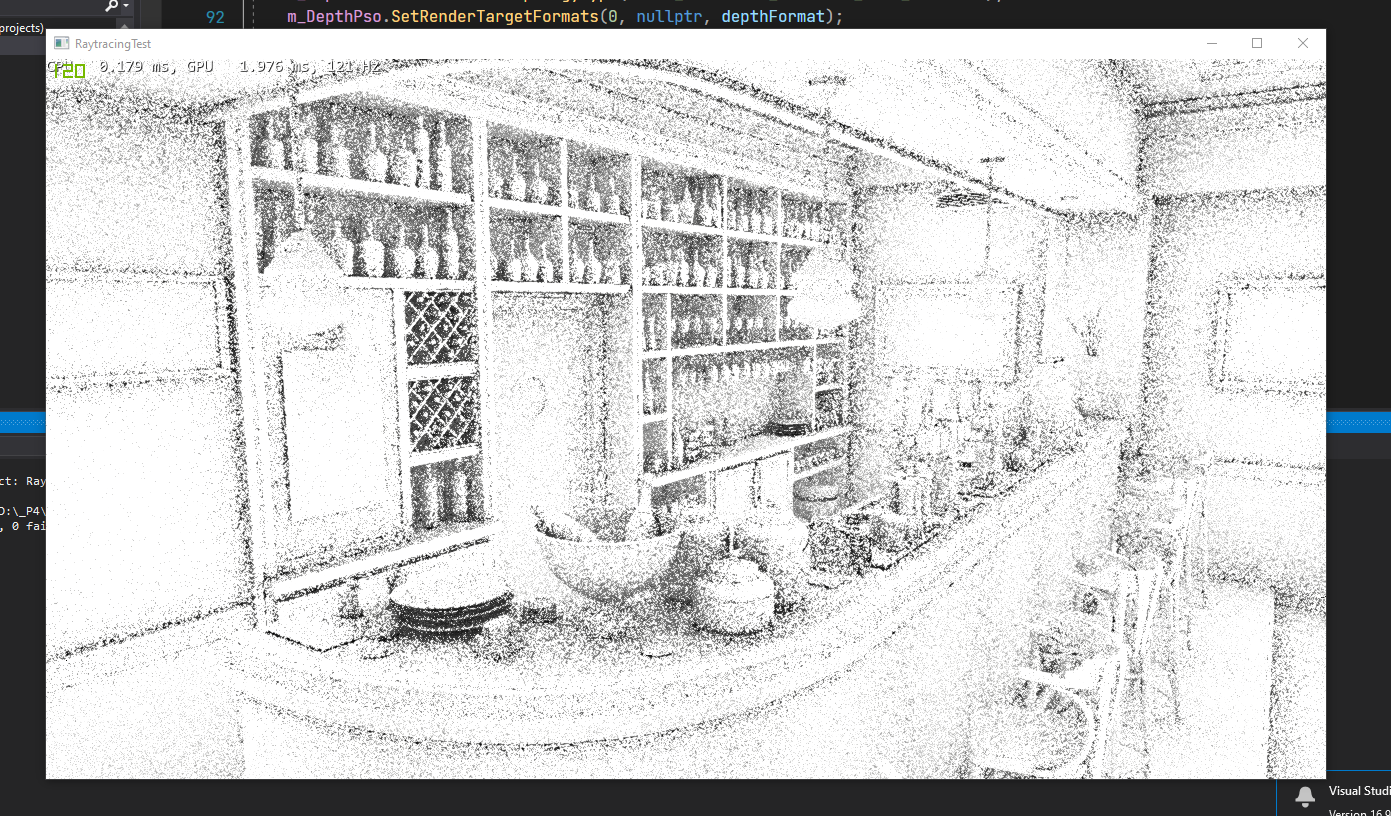 92
m_DepthPso.SetRenderTargetFormats(0, nullptr, depthFormat);
projects)
RaytracingTest
CPU 0.179 ms, GPU 1.976 ms, 121 Hz
120
ct: Ray
D:\_P4\
, 0 fai
Visual Studi
Version 16.9